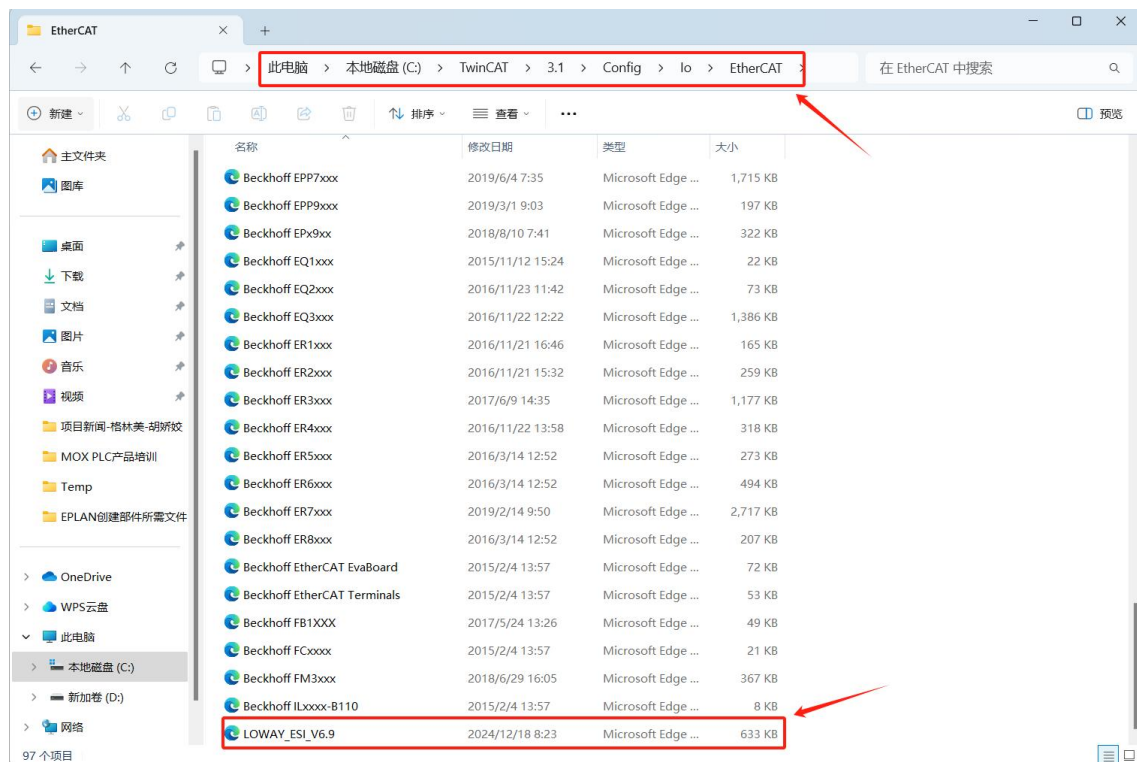 EtherCAT
此电脑 > 本地磁盘 (C:) > TwinCAT > 3.1 > Config > Io > EtherCAT >
在 EtherCAT 中搜索
新建
排序
查看
预览
主文件夹
图库
桌面
下载
文档
图片
音乐
视频
项目新闻-格林美-胡娇姣
MOX PLC产品培训
Temp
EPLAN创建部件所需文件
OneDrive
WPS云盘
此电脑
本地磁盘 (C:)
新加卷 (D:)
网络
名称 修改日期 类型 大小
Beckhoff EPP7xxx 2019/6/4 7:35 Microsoft Edge ... 1,715 KB
Beckhoff EPP9xxx 2019/3/1 9:03 Microsoft Edge ... 197 KB
Beckhoff EPx9xx 2018/8/10 7:41 Microsoft Edge ... 322 KB
Beckhoff EQ1xxx 2015/11/12 15:24 Microsoft Edge ... 22 KB
Beckhoff EQ2xxx 2016/11/23 11:42 Microsoft Edge ... 73 KB
Beckhoff EQ3xxx 2016/11/22 12:22 Microsoft Edge ... 1,386 KB
Beckhoff ER1xxx 2016/11/21 16:46 Microsoft Edge ... 165 KB
Beckhoff ER2xxx 2016/11/21 15:32 Microsoft Edge ... 259 KB
Beckhoff ER3xxx 2017/6/9 14:35 Microsoft Edge ... 1,177 KB
Beckhoff ER4xxx 2016/11/22 13:58 Microsoft Edge ... 318 KB
Beckhoff ER5xxx 2016/3/14 12:52 Microsoft Edge ... 273 KB
Beckhoff ER6xxx 2016/3/14 12:52 Microsoft Edge ... 494 KB
Beckhoff ER7xxx 2019/2/14 9:50 Microsoft Edge ... 2,717 KB
Beckhoff ER8xxx 2016/3/14 12:52 Microsoft Edge ... 207 KB
Beckhoff EtherCAT EvaBoard 2015/2/4 13:57 Microsoft Edge ... 72 KB
Beckhoff EtherCAT Terminals 2015/2/4 13:57 Microsoft Edge ... 53 KB
Beckhoff FB1XXX 2017/5/24 13:26 Microsoft Edge ... 49 KB
Beckhoff FCxxxx 2015/2/4 13:57 Microsoft Edge ... 21 KB
Beckhoff FM3xxx 2018/6/29 16:05 Microsoft Edge ... 367 KB
Beckhoff ILxxxx-B110 2015/2/4 13:57 Microsoft Edge ... 8 KB
LOWAY_ESI_V6.9 2024/12/18 8:23 Microsoft Edge ... 633 KB
97 个项目